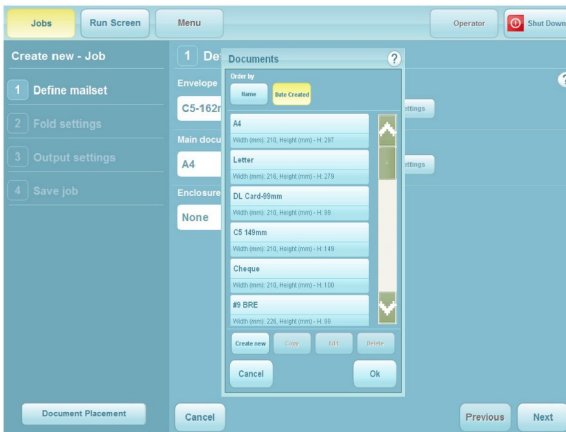 Jobs
Run Screen
Menu
Operator
Shut Down
Create new - Job
1 Define mailset
2 Fold settings
3 Output settings
4 Save job
Document Placement
1 De
Envelope
C5-162
ettings
Main docu
A4
ettings
Enclosure
None
Documents
?
Order by
Name
Date Created
A4
Width (mm): 210, Height (mm) - H: 297
Letter
Width (mm): 216, Height (mm) - H: 279
DL Card-99mm
Width (mm): 210, Height (mm) - H: 99
C5 149mm
Width (mm): 210, Height (mm) - H: 149
Cheque
Width (mm): 210, Height (mm) - H: 100
#9 BRE
Width (mm): 226, Height (mm) - H: 99
Create new
Copy
Edit
Delete
Cancel
Ok
Cancel
Previous
Next